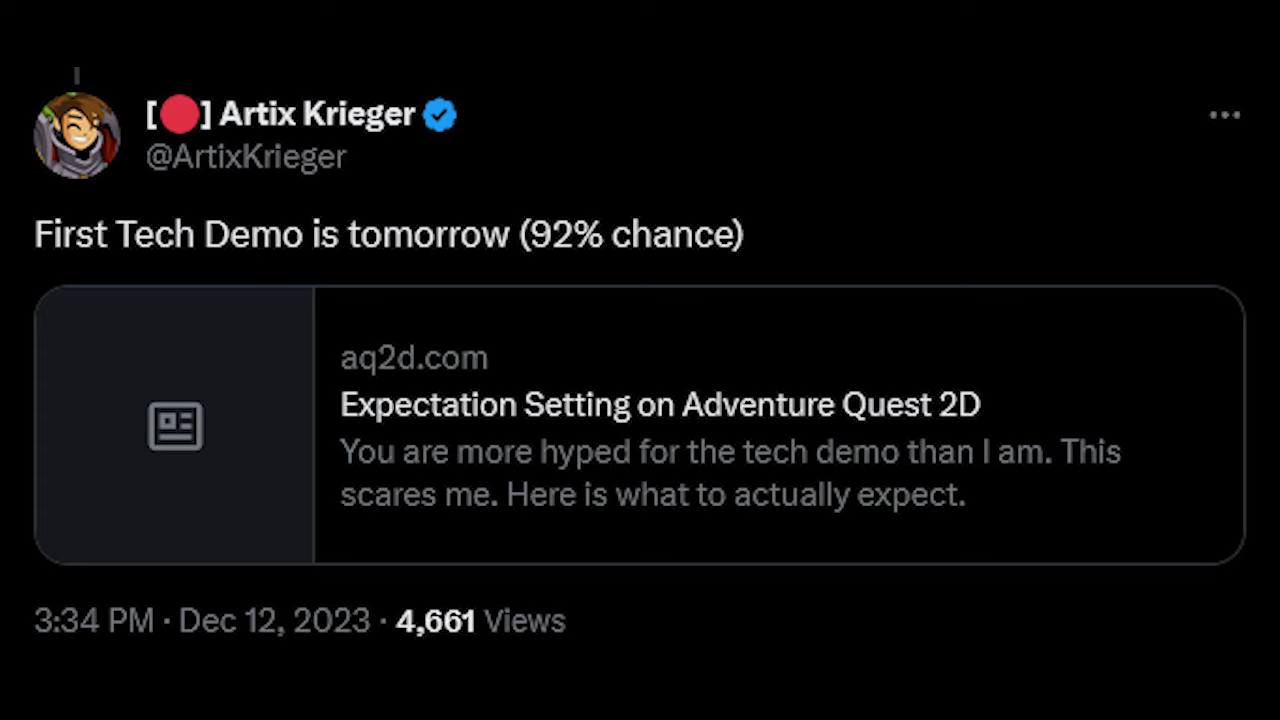 [🔴] Artix Krieger
@ArtixKrieger
First Tech Demo is tomorrow (92% chance)
aq2d.com
Expectation Setting on Adventure Quest 2D
You are more hyped for the tech demo than I am. This
scares me. Here is what to actually expect.
3:34 PM · Dec 12, 2023 · 4,661 Views